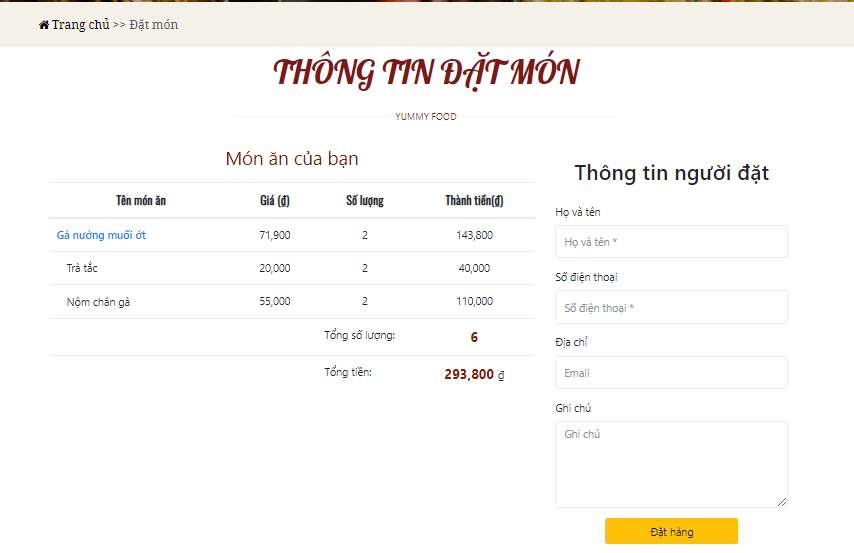 Trang chủ >> Đặt món
THÔNG TIN ĐẶT MÓN
YUMMY FOOD
Món ăn của bạn
Tên món ăn Giá (₫) Số lượng Thành tiền(₫)
Gà nướng muối ớt 71,900 2 143,800
Trà tắc 20,000 2 40,000
Nộm chân gà 55,000 2 110,000
Tổng số lượng: 6
Tổng tiền: 293,800 ₫
Thông tin người đặt
Họ và tên
Họ và tên *
Số điện thoại
Số điện thoại *
Địa chỉ
Email
Ghi chú
Ghi chú
Đặt hàng